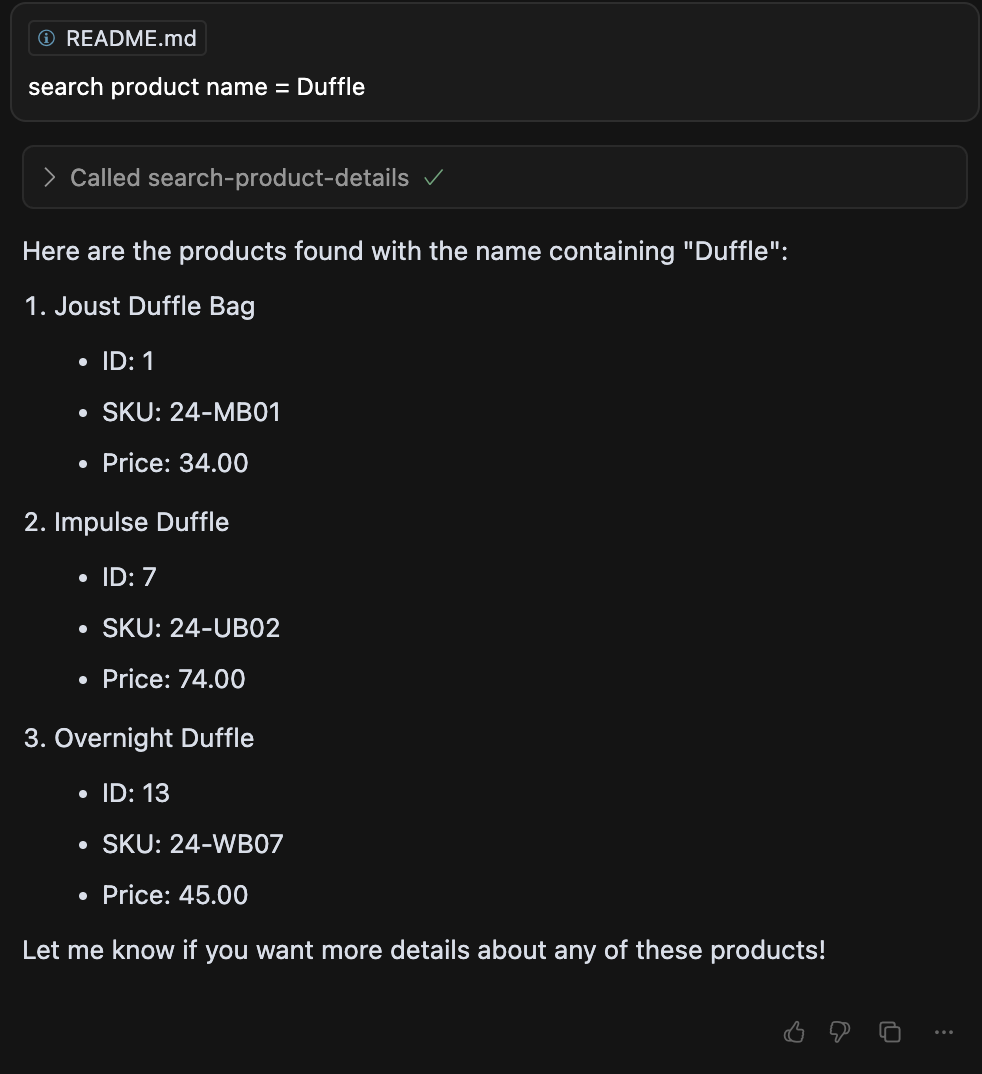 README.md
search product name = Duffle
Called search-product-details
Here are the products found with the name containing "Duffle":
1. Joust Duffle Bag
• ID: 1
• SKU: 24-MB01
• Price: 34.00
2. Impulse Duffle
• ID: 7
• SKU: 24-UB02
• Price: 74.00
3. Overnight Duffle
• ID: 13
• SKU: 24-WB07
• Price: 45.00
Let me know if you want more details about any of these products!